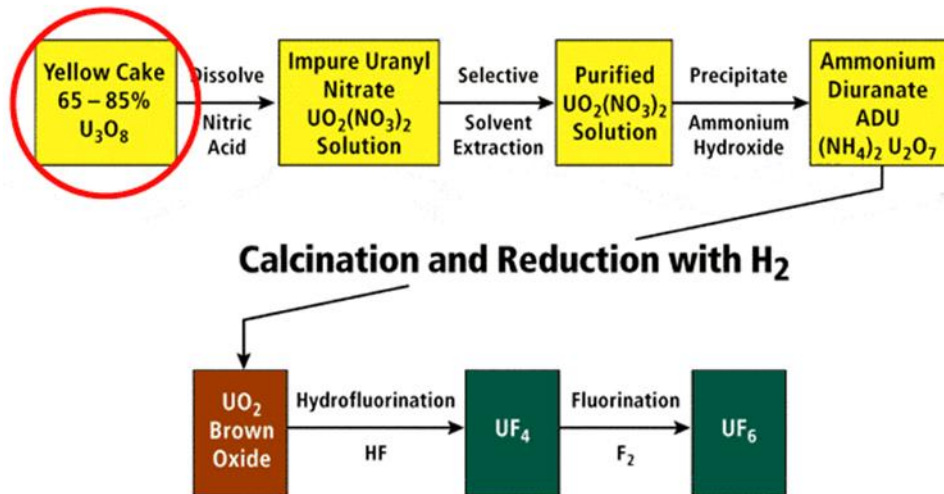 Yellow Cake
65 – 85%
U₃O₈
Dissolve
Nitric
Acid
Impure Uranyl
Nitrate
UO₂(NO₃)₂
Solution
Selective
Solvent
Extraction
Purified
UO₂(NO₃)₂
Solution
Precipitate
Ammonium
Hydroxide
Ammonium
Diuranate
ADU
(NH₄)₂ U₂O₇
Calcination and Reduction with H₂
UO₂
Brown
Oxide
Hydrofluorination
HF
UF₄
Fluorination
F₂
UF₆